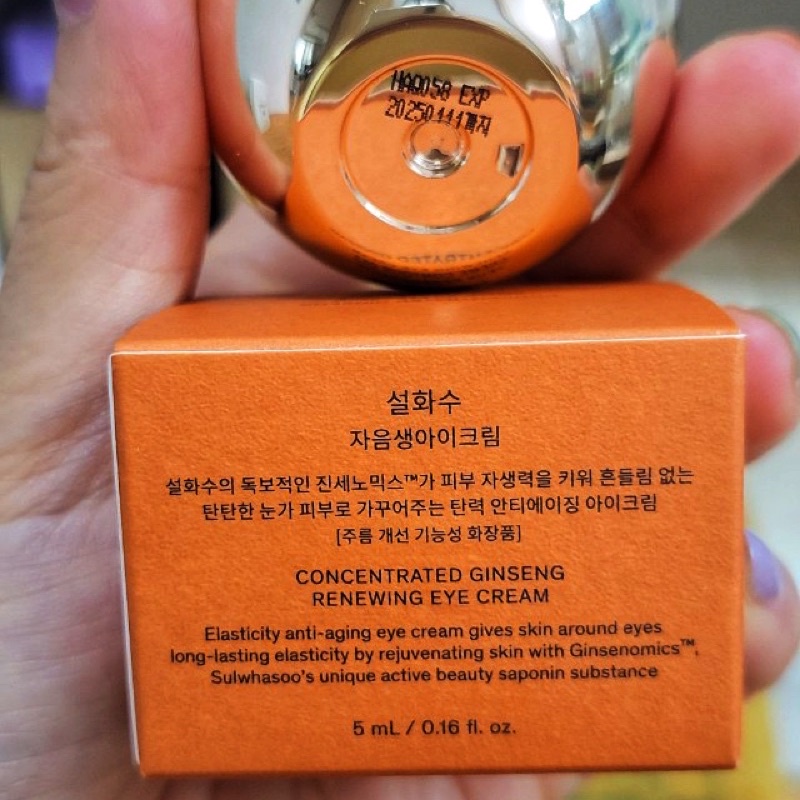 HAQ058 EXP
20250111까지
설화수
자음생아이크림
설화수의 독보적인 진세노믹스™가 피부 자생력을 키워 흔들림 없는
탄탄한 눈가 피부로 가꾸어주는 탄력 안티에이징 아이크림
[주름 개선 기능성 화장품]
CONCENTRATED GINSENG
RENEWING EYE CREAM
Elasticity anti-aging eye cream gives skin around eyes
long-lasting elasticity by rejuvenating skin with Ginsenomics™,
Sulwhasoo's unique active beauty saponin substance
5 mL / 0.16 fl. oz.